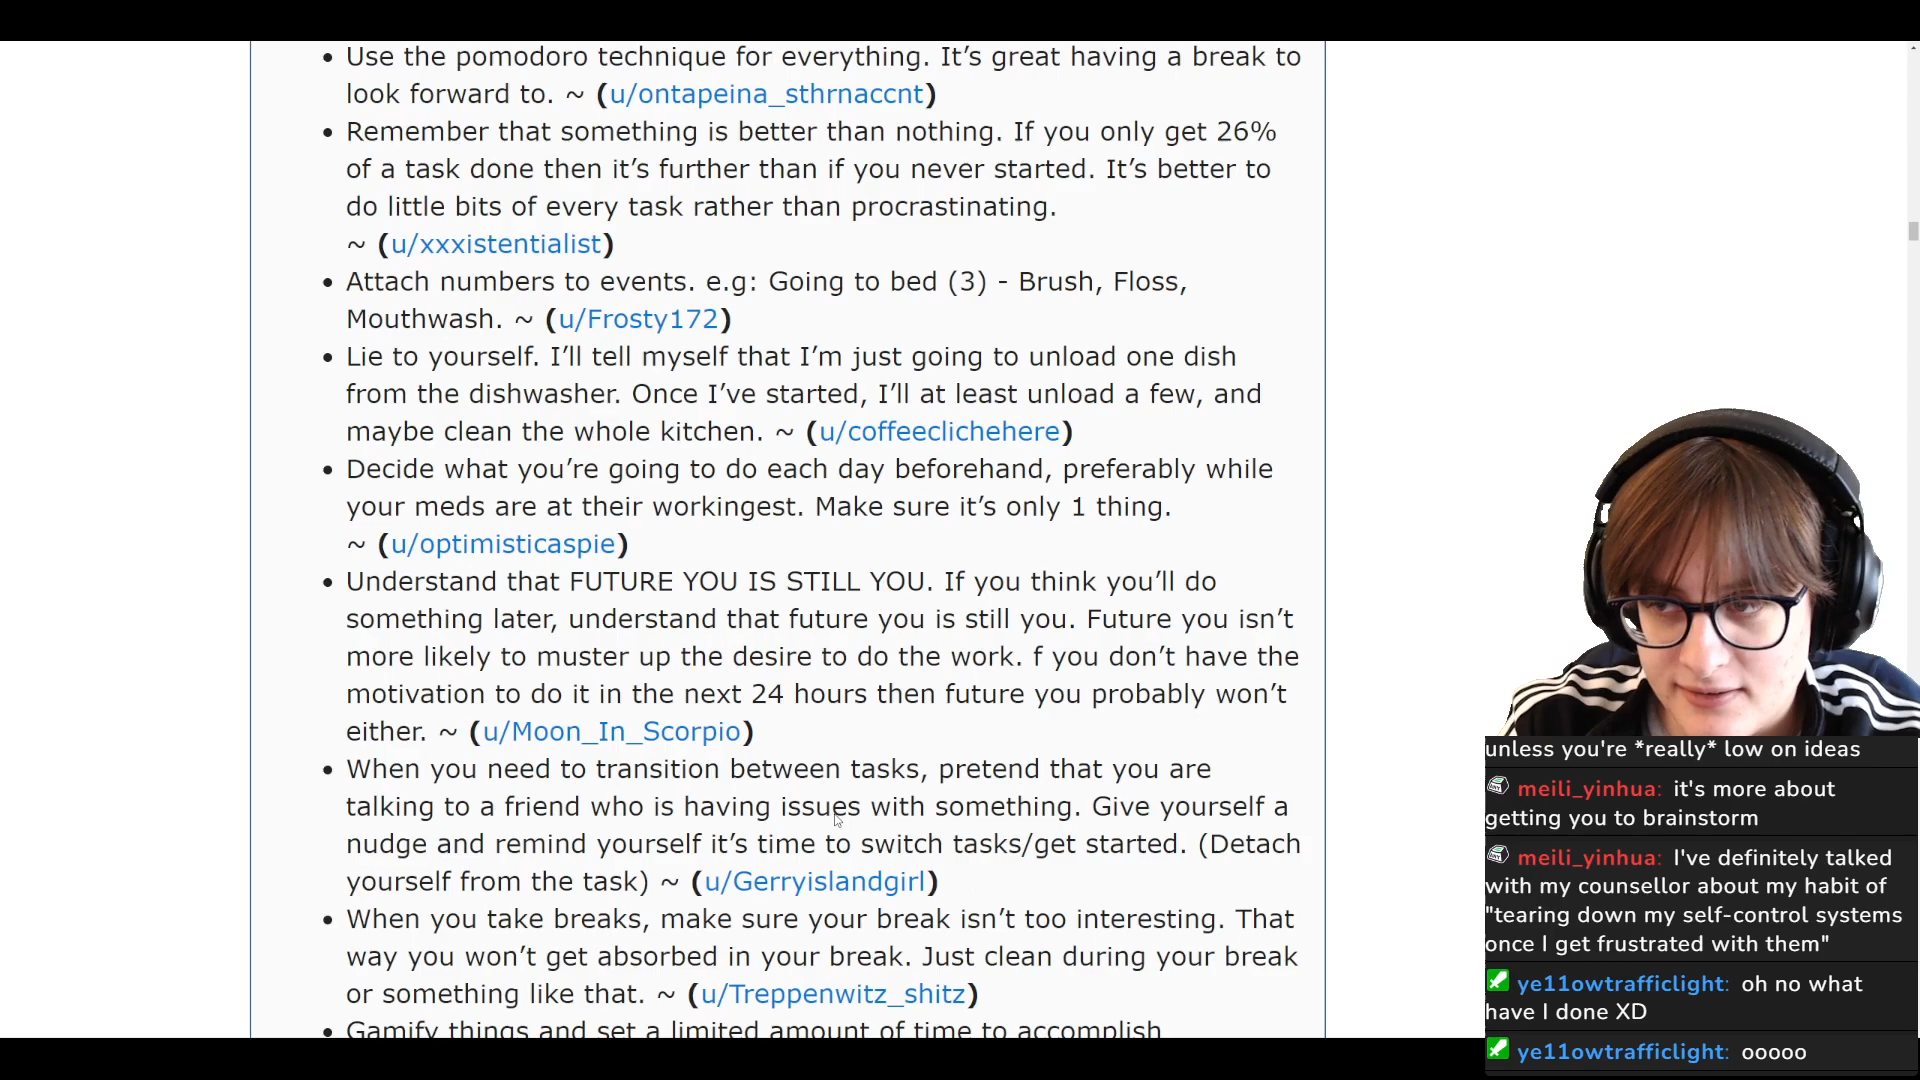 Use the pomodoro technique for everything. It’s great having a break to
look forward to. ~ (u/ontapeina_sthrnaccnt)
Remember that something is better than nothing. If you only get 26%
of a task done then it’s further than if you never started. It’s better to
do little bits of every task rather than procrastinating.
~ (u/xxxistentialist)
Attach numbers to events. e.g: Going to bed (3) - Brush, Floss,
Mouthwash. ~ (u/Frosty172)
Lie to yourself. I’ll tell myself that I’m just going to unload one dish
from the dishwasher. Once I’ve started, I’ll at least unload a few, and
maybe clean the whole kitchen. ~ (u/coffeeclichehere)
Decide what you’re going to do each day beforehand, preferably while
your meds are at their workingest. Make sure it’s only 1 thing.
~ (u/optimisticaspie)
Understand that FUTURE YOU IS STILL YOU. If you think you’ll do
something later, understand that future you is still you. Future you isn’t
more likely to muster up the desire to do the work. f you don’t have the
motivation to do it in the next 24 hours then future you probably won’t
either. ~ (u/Moon_In_Scorpio)
When you need to transition between tasks, pretend that you are
talking to a friend who is having issues with something. Give yourself a
nudge and remind yourself it’s time to switch tasks/get started. (Detach
yourself from the task) ~ (u/Gerryislandgirl)
When you take breaks, make sure your break isn’t too interesting. That
way you won’t get absorbed in your break. Just clean during your break
or something like that. ~ (u/Treppenwitz_shitz)
Gamify things and set a limited amount of time to accomplish
unless you're *really* low on ideas
meili_yinhua: it's more about
getting you to brainstorm
meili_yinhua: I've definitely talked
with my counsellor about my habit of
"tearing down my self-control systems
once I get frustrated with them"
ye11owtrafficlight: oh no what
have I done XD
ye11owtrafficlight: ooooo